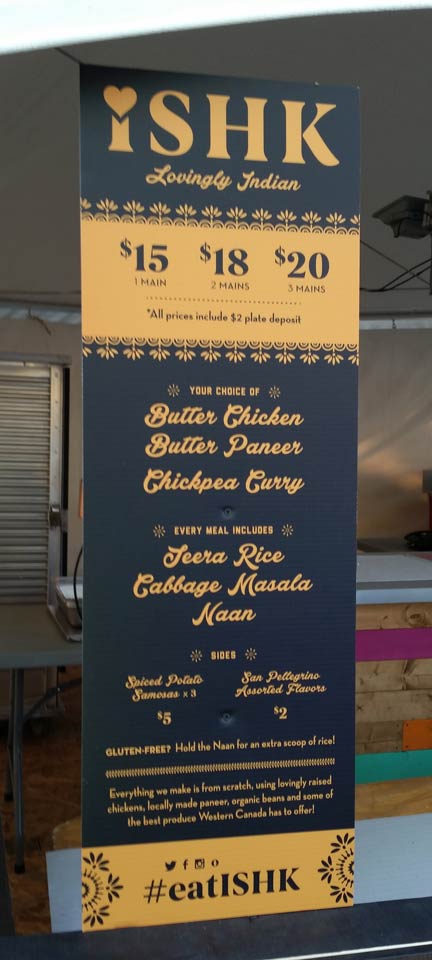 iSHK
Lovingly Indian
$15 $18 $20
1 MAIN 2 MAINS 3 MAINS
*All prices include $2 plate deposit
YOUR CHOICE OF
Butter Chicken
Butter Paneer
Chickpea Curry
EVERY MEAL INCLUDES
Jeera Rice
Cabbage Masala
Naan
SIDES
Spiced Potato San Pellegrino
Samosas x 3 Assorted Flavors
$5 $2
GLUTEN-FREE? Hold the Naan for an extra scoop of rice!
Everything we make is from scratch, using lovingly raised
chickens, locally made paneer, organic beans and some of
the best produce Western Canada has to offer!
#eatISHK